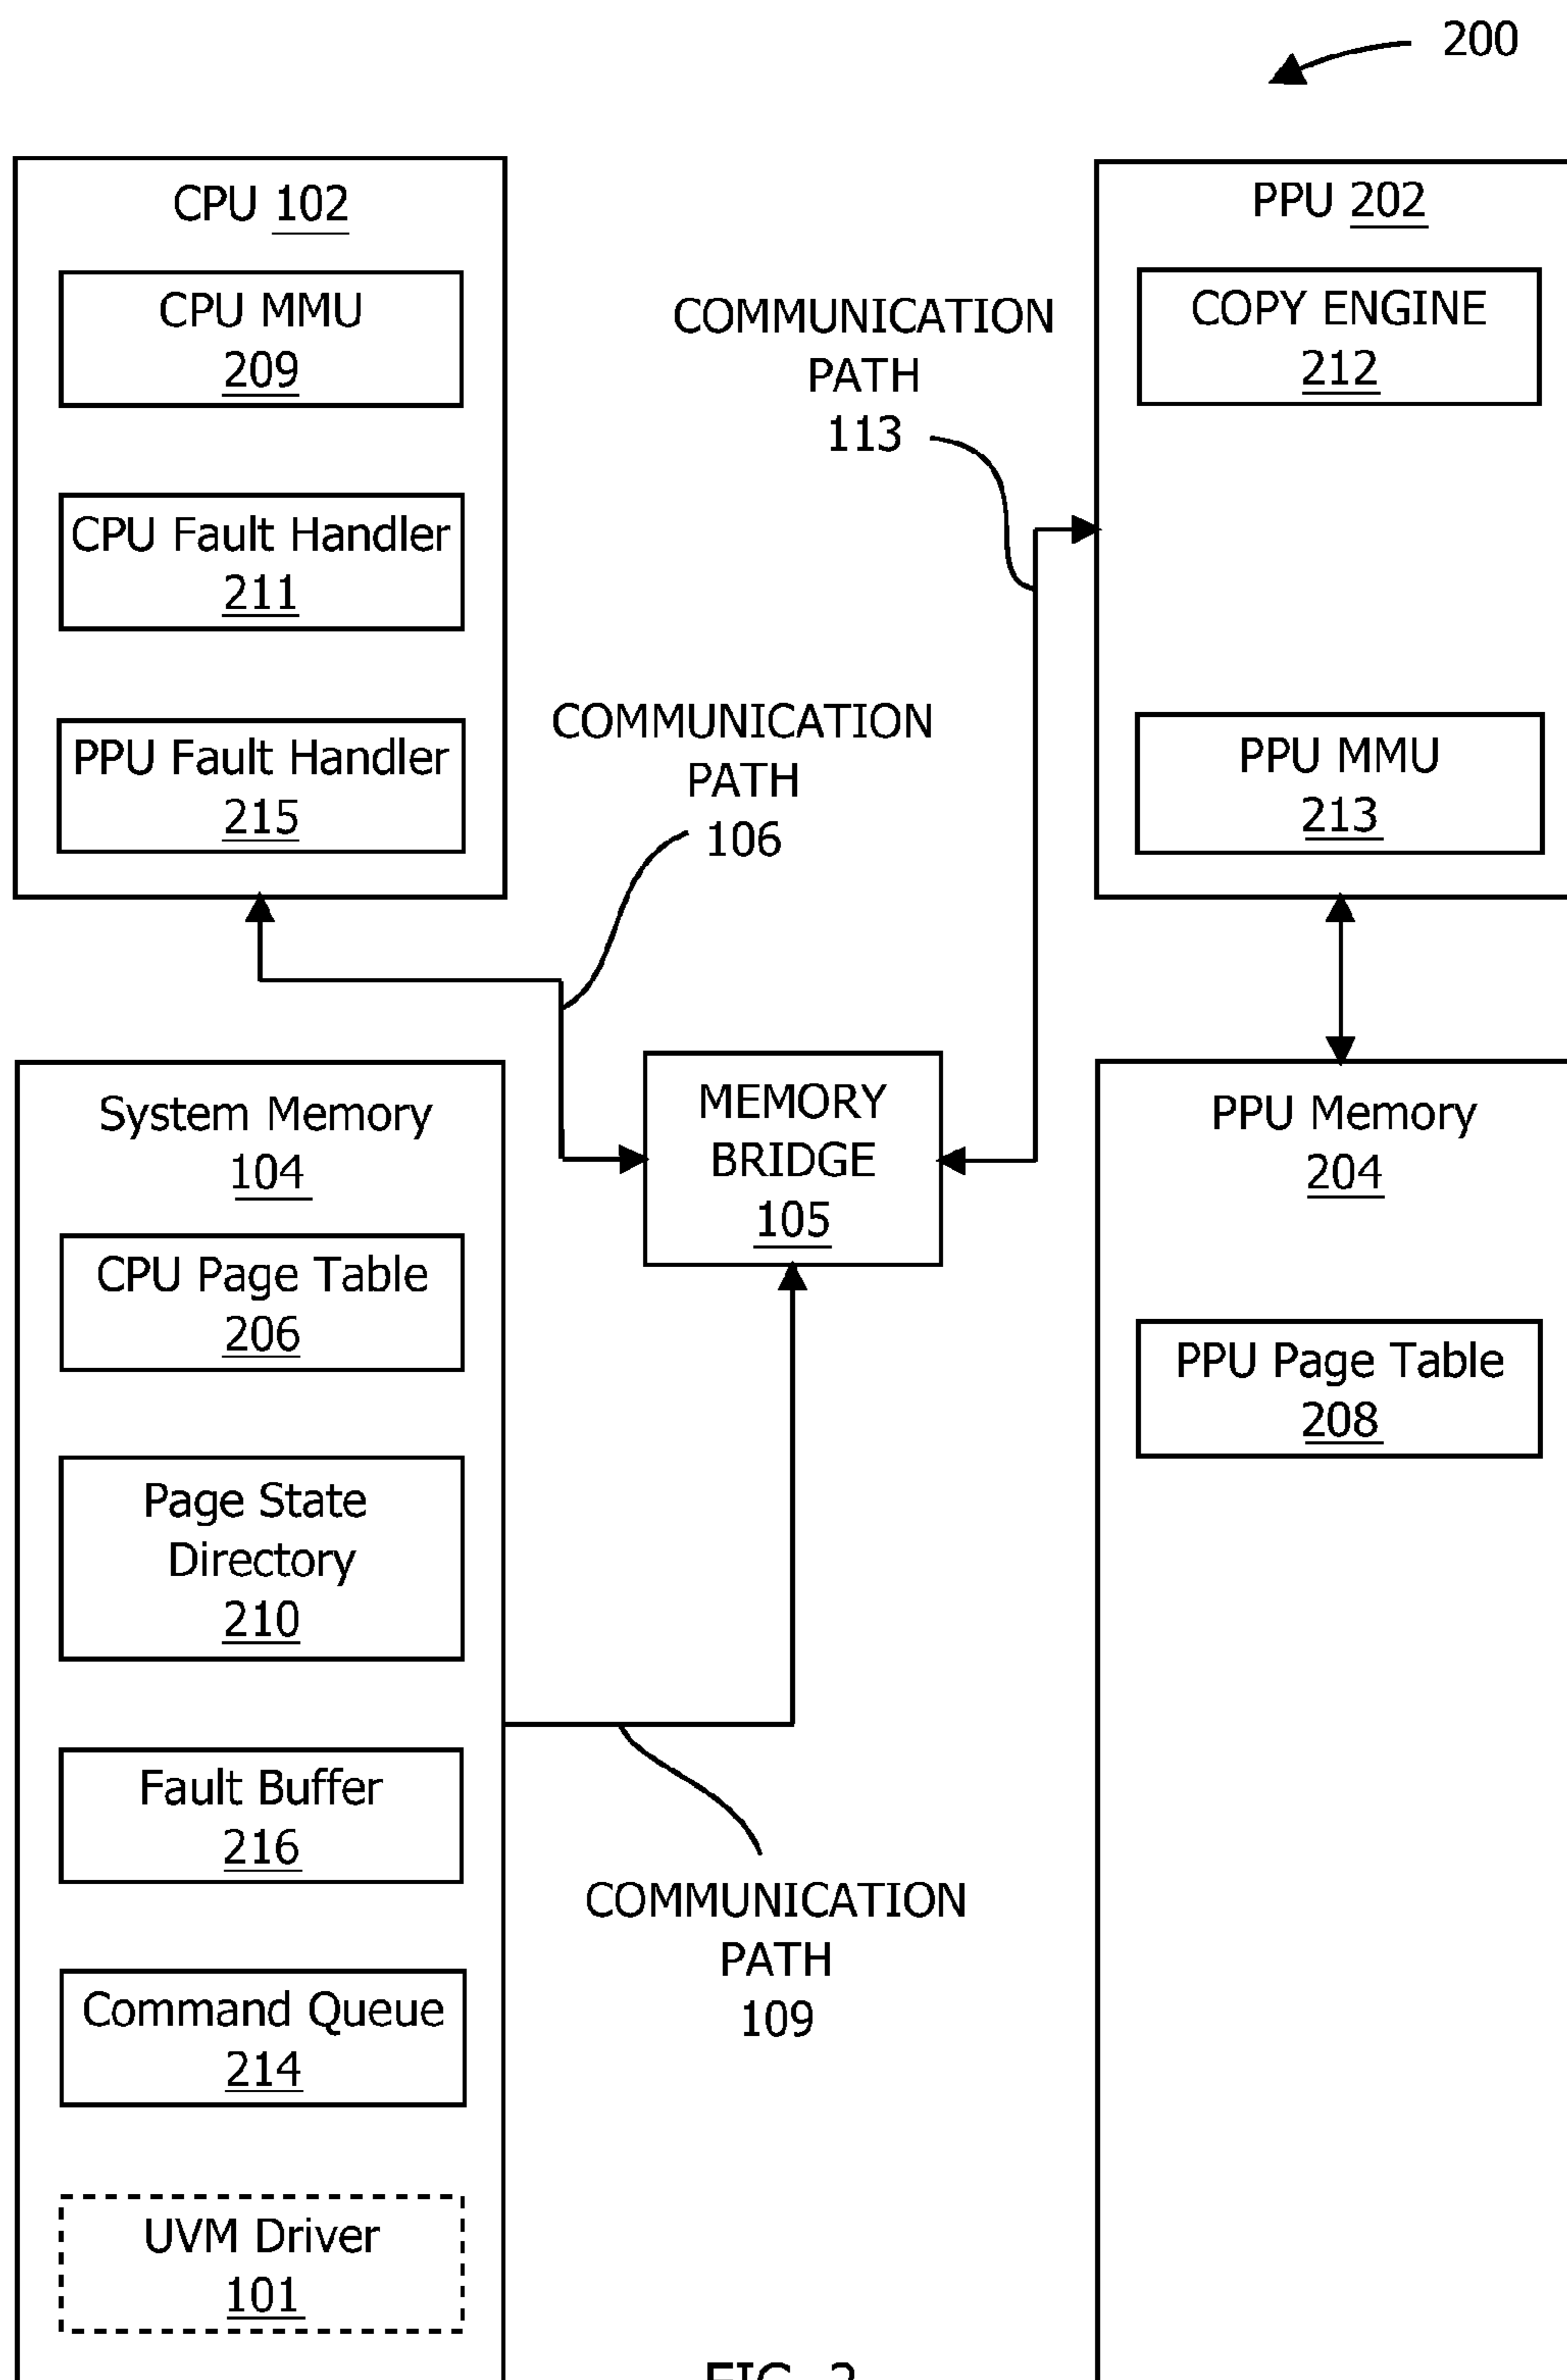 200
CPU 102
CPU MMU
209
CPU Fault Handler
211
PPU Fault Handler
215
COMMUNICATION
PATH
113
COMMUNICATION
PATH
106
PPU 202
COPY ENGINE
212
PPU MMU
213
System Memory
104
CPU Page Table
206
Page State
Directory
210
Fault Buffer
216
Command Queue
214
UVM Driver
101
MEMORY
BRIDGE
105
COMMUNICATION
PATH
109
PPU Memory
204
PPU Page Table
208
FIG. 2